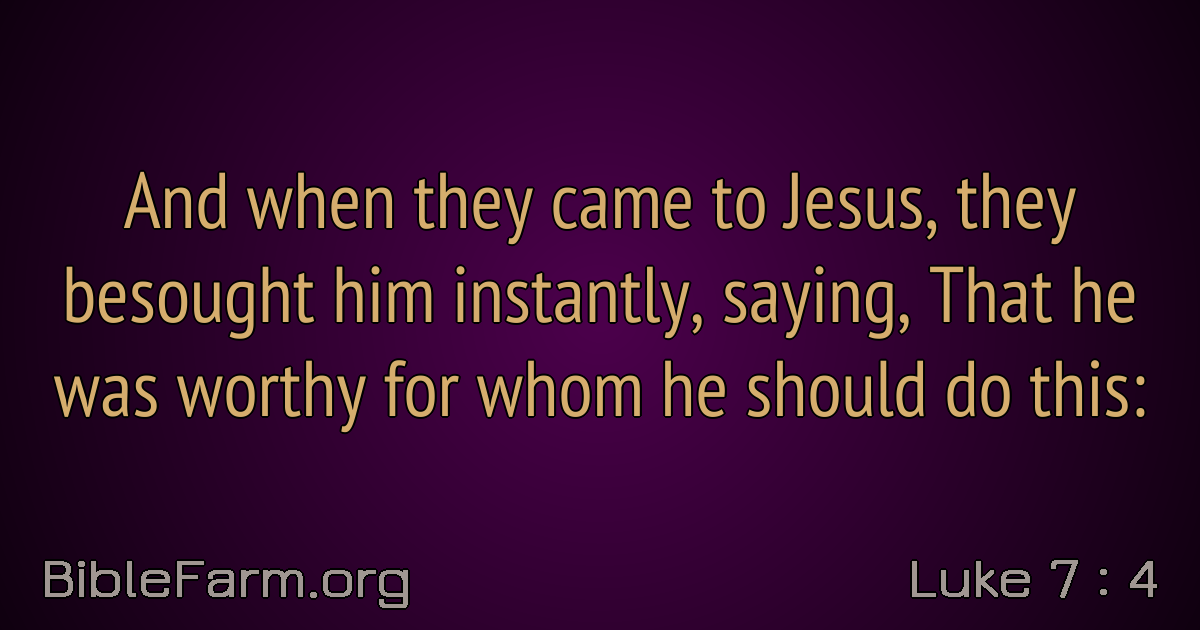 And when they came to Jesus, they
besought him instantly, saying, That he
was worthy for whom he should do this:
BibleFarm.org
Luke 7 : 4